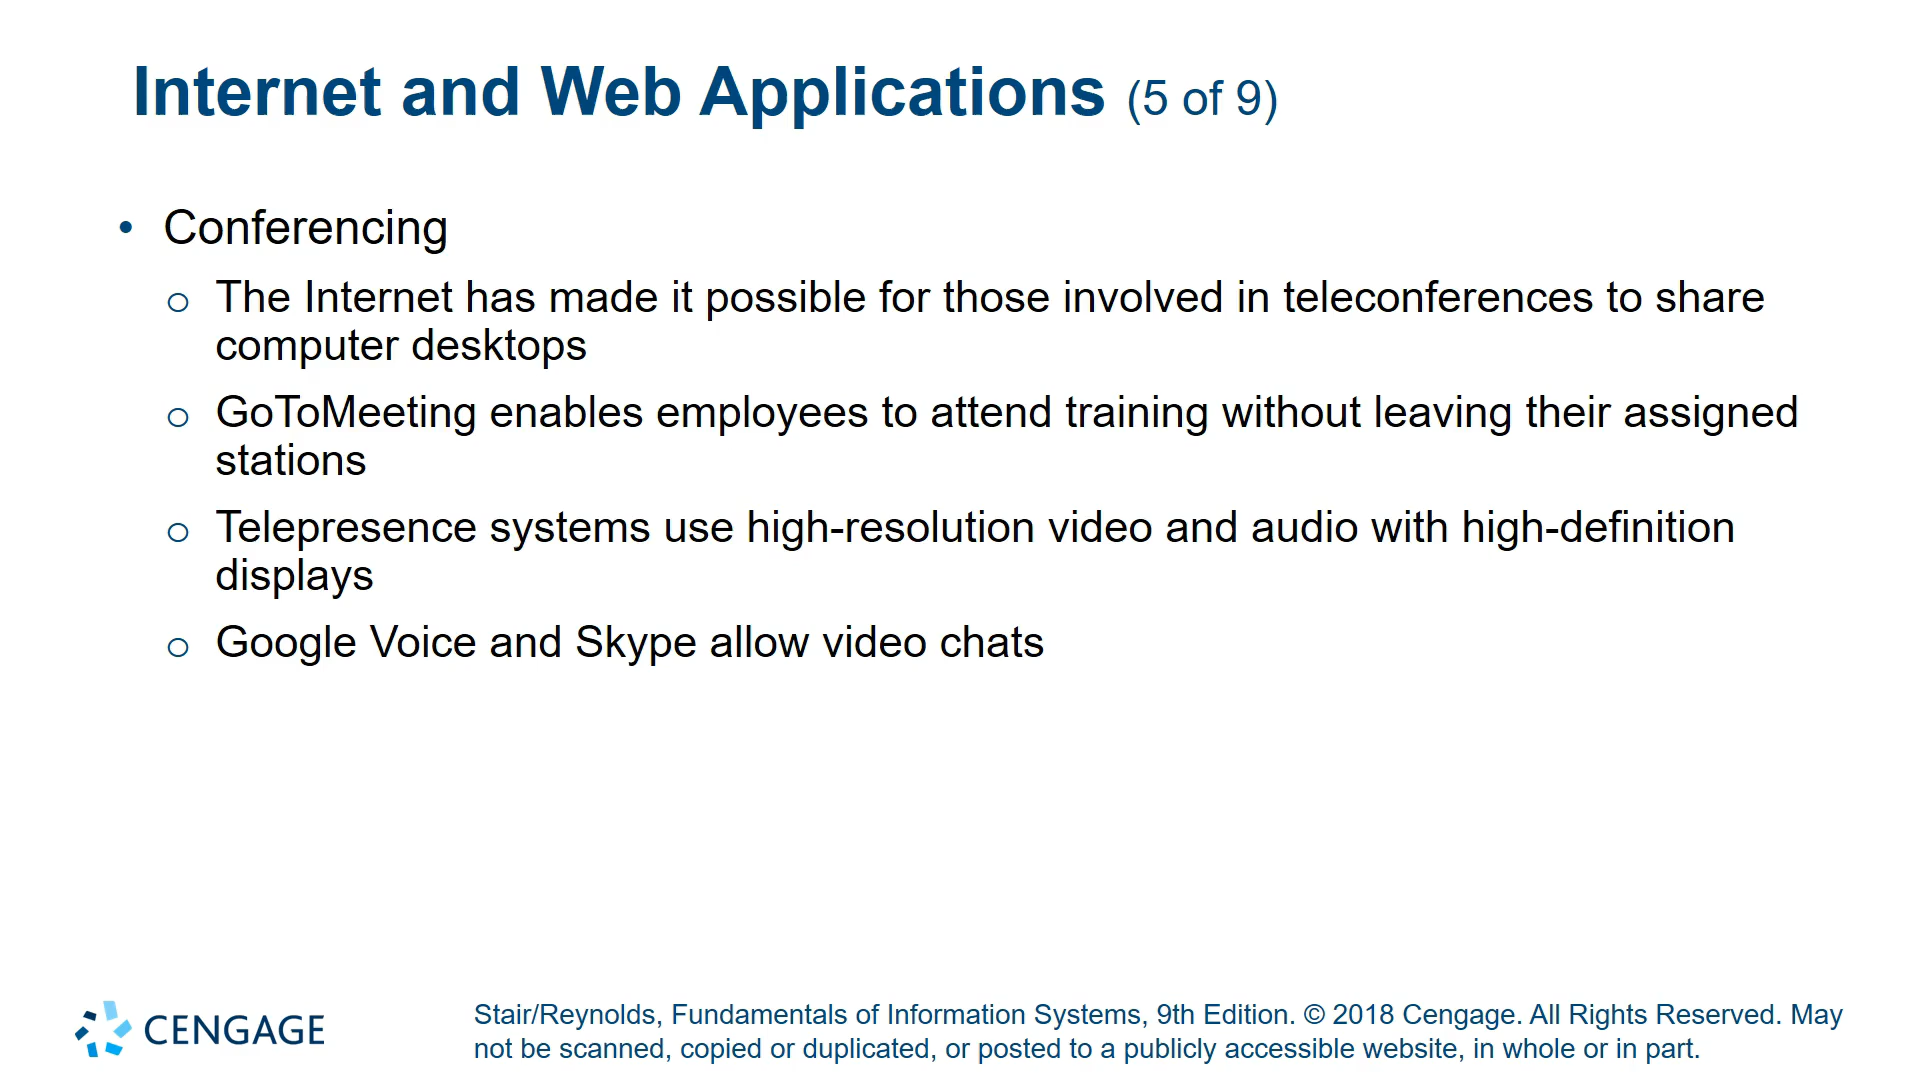 Internet and Web Applications (5 of 9)
• Conferencing
o The Internet has made it possible for those involved in teleconferences to share
computer desktops
o GoToMeeting enables employees to attend training without leaving their assigned
stations
o Telepresence systems use high-resolution video and audio with high-definition
displays
o Google Voice and Skype allow video chats
CENGAGE
Stair/Reynolds, Fundamentals of Information Systems, 9th Edition. © 2018 Cengage. All Rights Reserved. May
not be scanned, copied or duplicated, or posted to a publicly accessible website, in whole or in part.